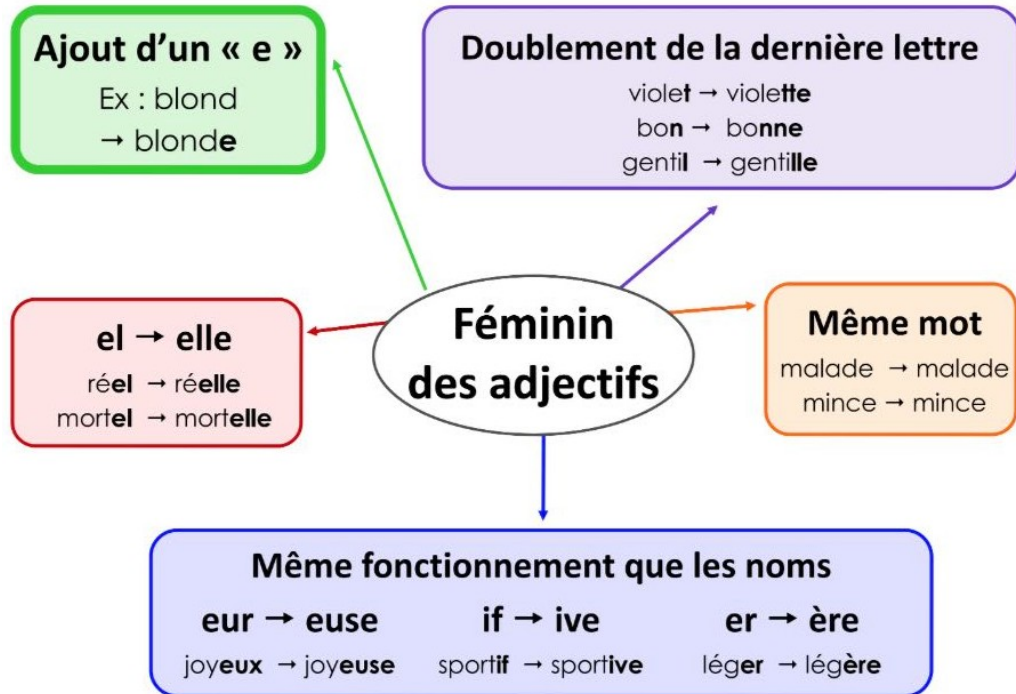 Ajout d'un « e »
Ex : blond
→ blonde
Doublement de la dernière lettre
violet → violette
bon → bonne
gentil → gentille
Féminin
des adjectifs
el → elle
réel → réelle
mortel → mortelle
Même mot
malade → malade
mince → mince
Même fonctionnement que les noms
eur → euse if → ive er → ère
joyeux → joyeuse sportif → sportive léger → légère